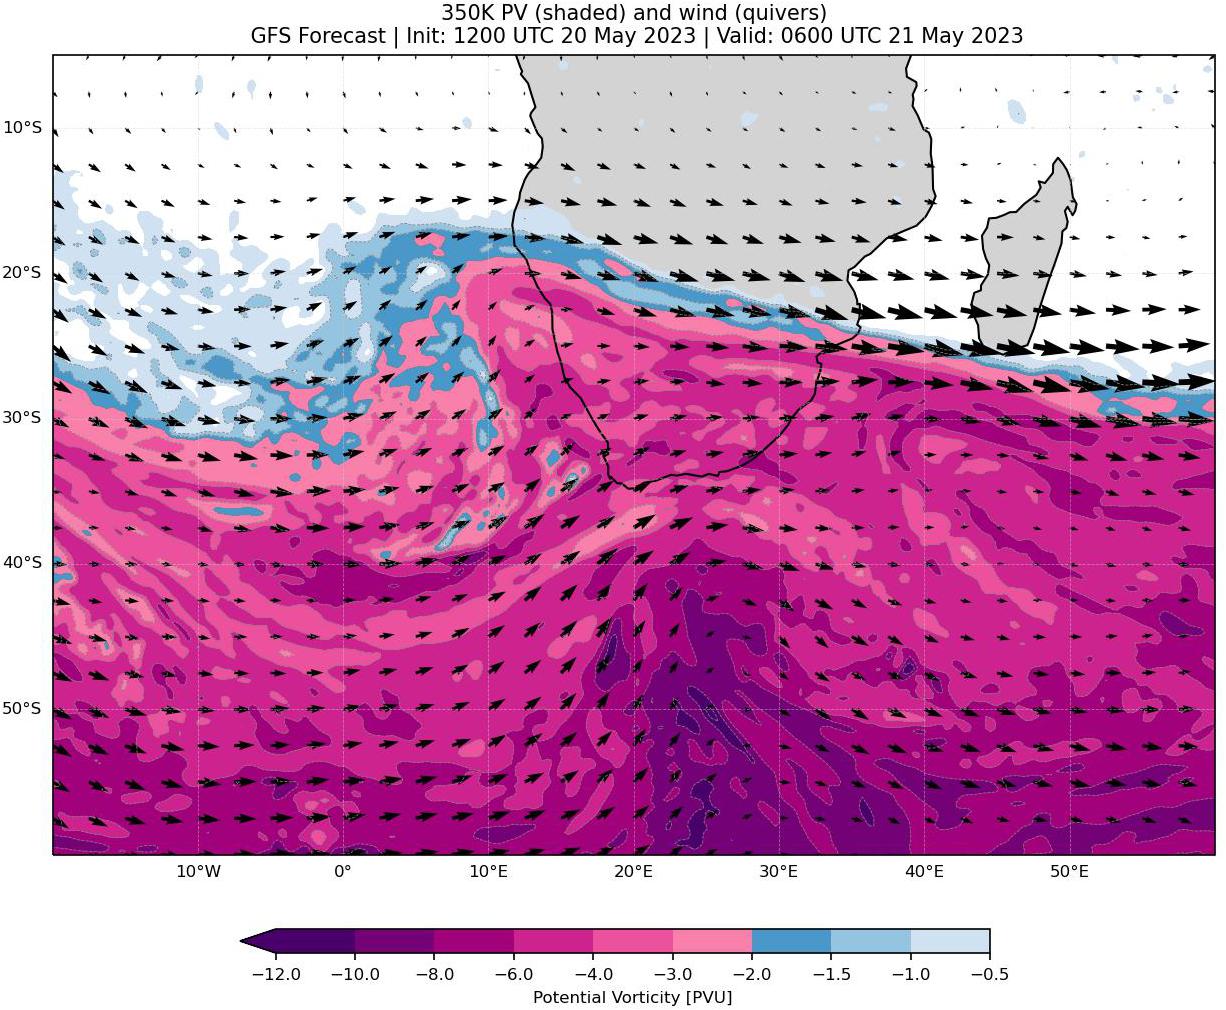 350K PV (shaded) and wind (quivers)
GFS Forecast | Init: 1200 UTC 20 May 2023 | Valid: 0600 UTC 21 May 2023
10°S
20°S
30°S
40°S
50°S
10°W 0° 10°E 20°E 30°E 40°E 50°E
−12.0 −10.0 −8.0 −6.0 −4.0 −3.0 −2.0 −1.5 −1.0 −0.5
Potential Vorticity [PVU]